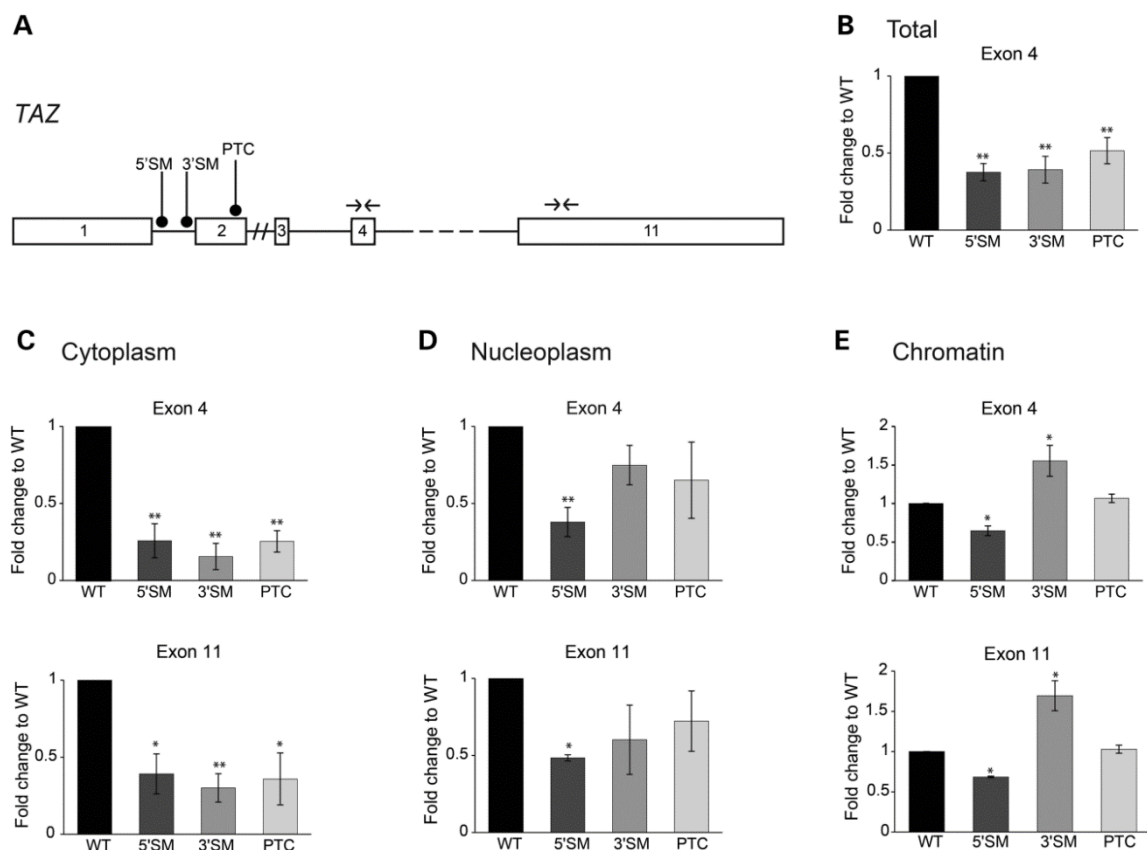 A
TAZ
5'SM 3'SM PTC
1 2 3 4 11
B Total
Exon 4
Fold change to WT
1
0.5
0
** ** **
WT 5'SM 3'SM PTC
C Cytoplasm
Exon 4
Fold change to WT
1
0.5
0
** ** **
WT 5'SM 3'SM PTC
Exon 11
Fold change to WT
1
0.5
0
* ** *
WT 5'SM 3'SM PTC
D Nucleoplasm
Exon 4
Fold change to WT
1
0.5
0
**
WT 5'SM 3'SM PTC
Exon 11
Fold change to WT
1
0.5
0
*
WT 5'SM 3'SM PTC
E Chromatin
Exon 4
Fold change to WT
2
1.5
1
0.5
0
* *
WT 5'SM 3'SM PTC
Exon 11
Fold change to WT
2
1.5
1
0.5
0
* *
WT 5'SM 3'SM PTC